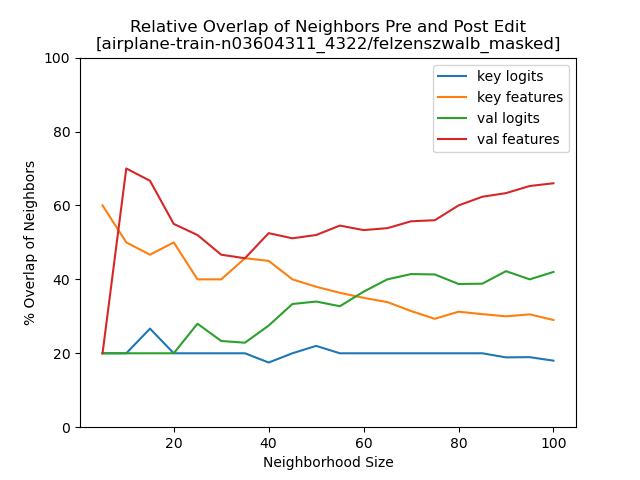 Relative Overlap of Neighbors Pre and Post Edit
[airplane-train-n03604311_4322/felzenszwalb_masked]
key logits
key features
val logits
val features
100
80
60
40
20
0
% Overlap of Neighbors
20
40
60
80
100
Neighborhood Size